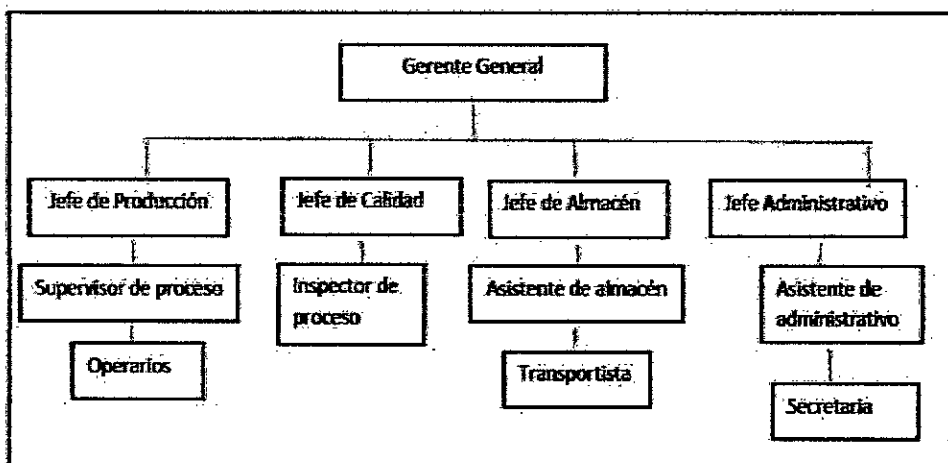 Gerente General
Jefe de Producción
Jefe de Calidad
Jefe de Almacén
Jefe Administrativo
Supervisor de proceso
Inspector de
proceso
Asistente de almacén
Asistente de
administrativo
Operarios
Transportista
Secretaria